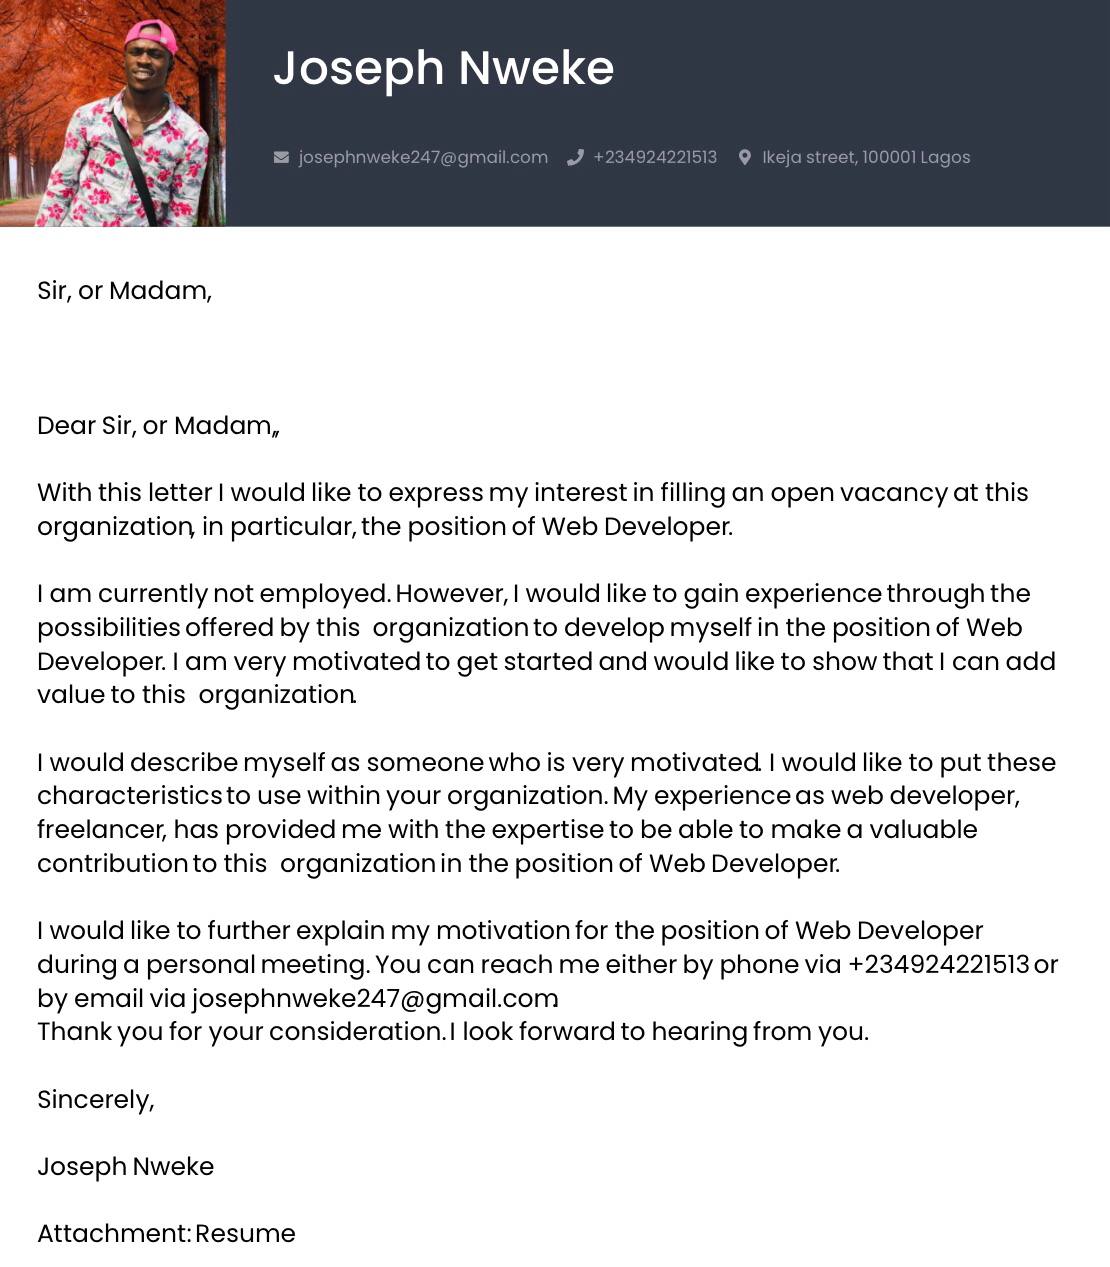 Joseph Nweke
josephnweke247@gmail.com +234924221513 Ikeja street, 100001 Lagos
Sir, or Madam,
Dear Sir, or Madam,,
With this letter I would like to express my interest in filling an open vacancy at this
organization, in particular, the position of Web Developer.
I am currently not employed. However, I would like to gain experience through the
possibilities offered by this organization to develop myself in the position of Web
Developer. I am very motivated to get started and would like to show that I can add
value to this organization.
I would describe myself as someone who is very motivated. I would like to put these
characteristics to use within your organization. My experience as web developer,
freelancer, has provided me with the expertise to be able to make a valuable
contribution to this organization in the position of Web Developer.
I would like to further explain my motivation for the position of Web Developer
during a personal meeting. You can reach me either by phone via +234924221513 or
by email via josephnweke247@gmail.com.
Thank you for your consideration. I look forward to hearing from you.
Sincerely,
Joseph Nweke
Attachment: Resume